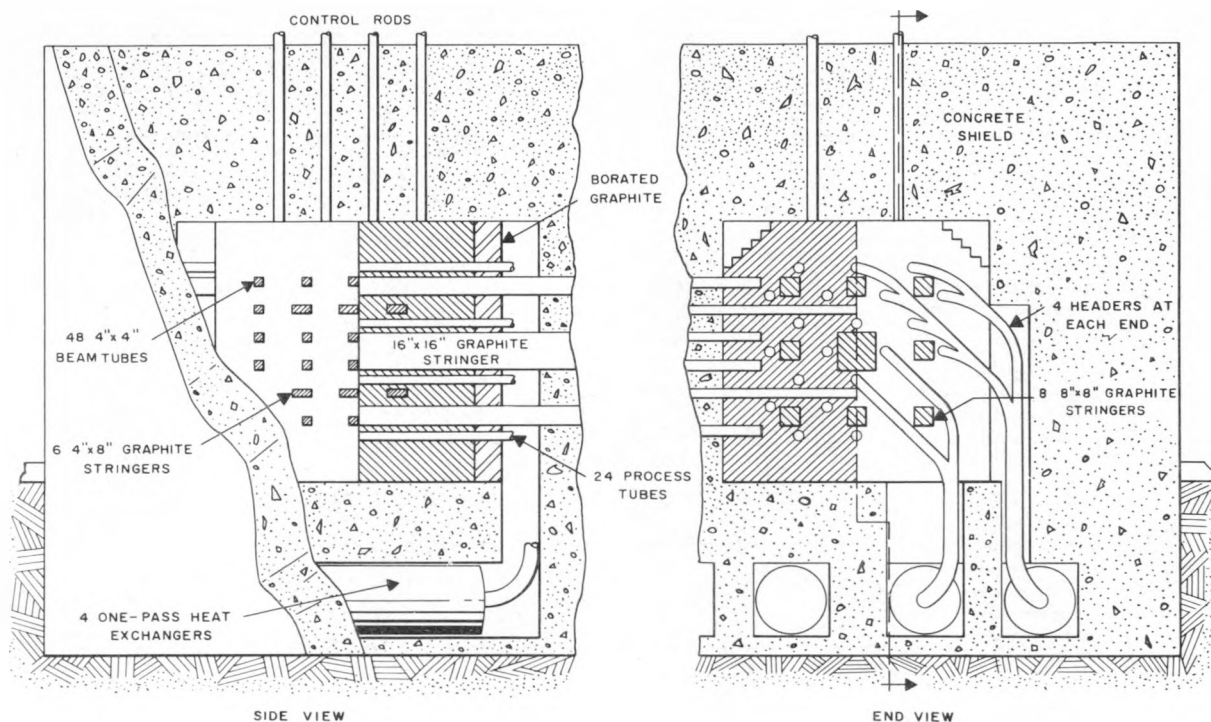 CONTROL RODS
BORATED
GRAPHITE
48 4"x4"
BEAM TUBES
16"x16" GRAPHITE
STRINGER
6 4"x8" GRAPHITE
STRINGERS
24 PROCESS
TUBES
4 ONE-PASS HEAT
EXCHANGERS
SIDE VIEW
CONCRETE
SHIELD
4 HEADERS AT
EACH END
8 8"x8" GRAPHITE
STRINGERS
END VIEW